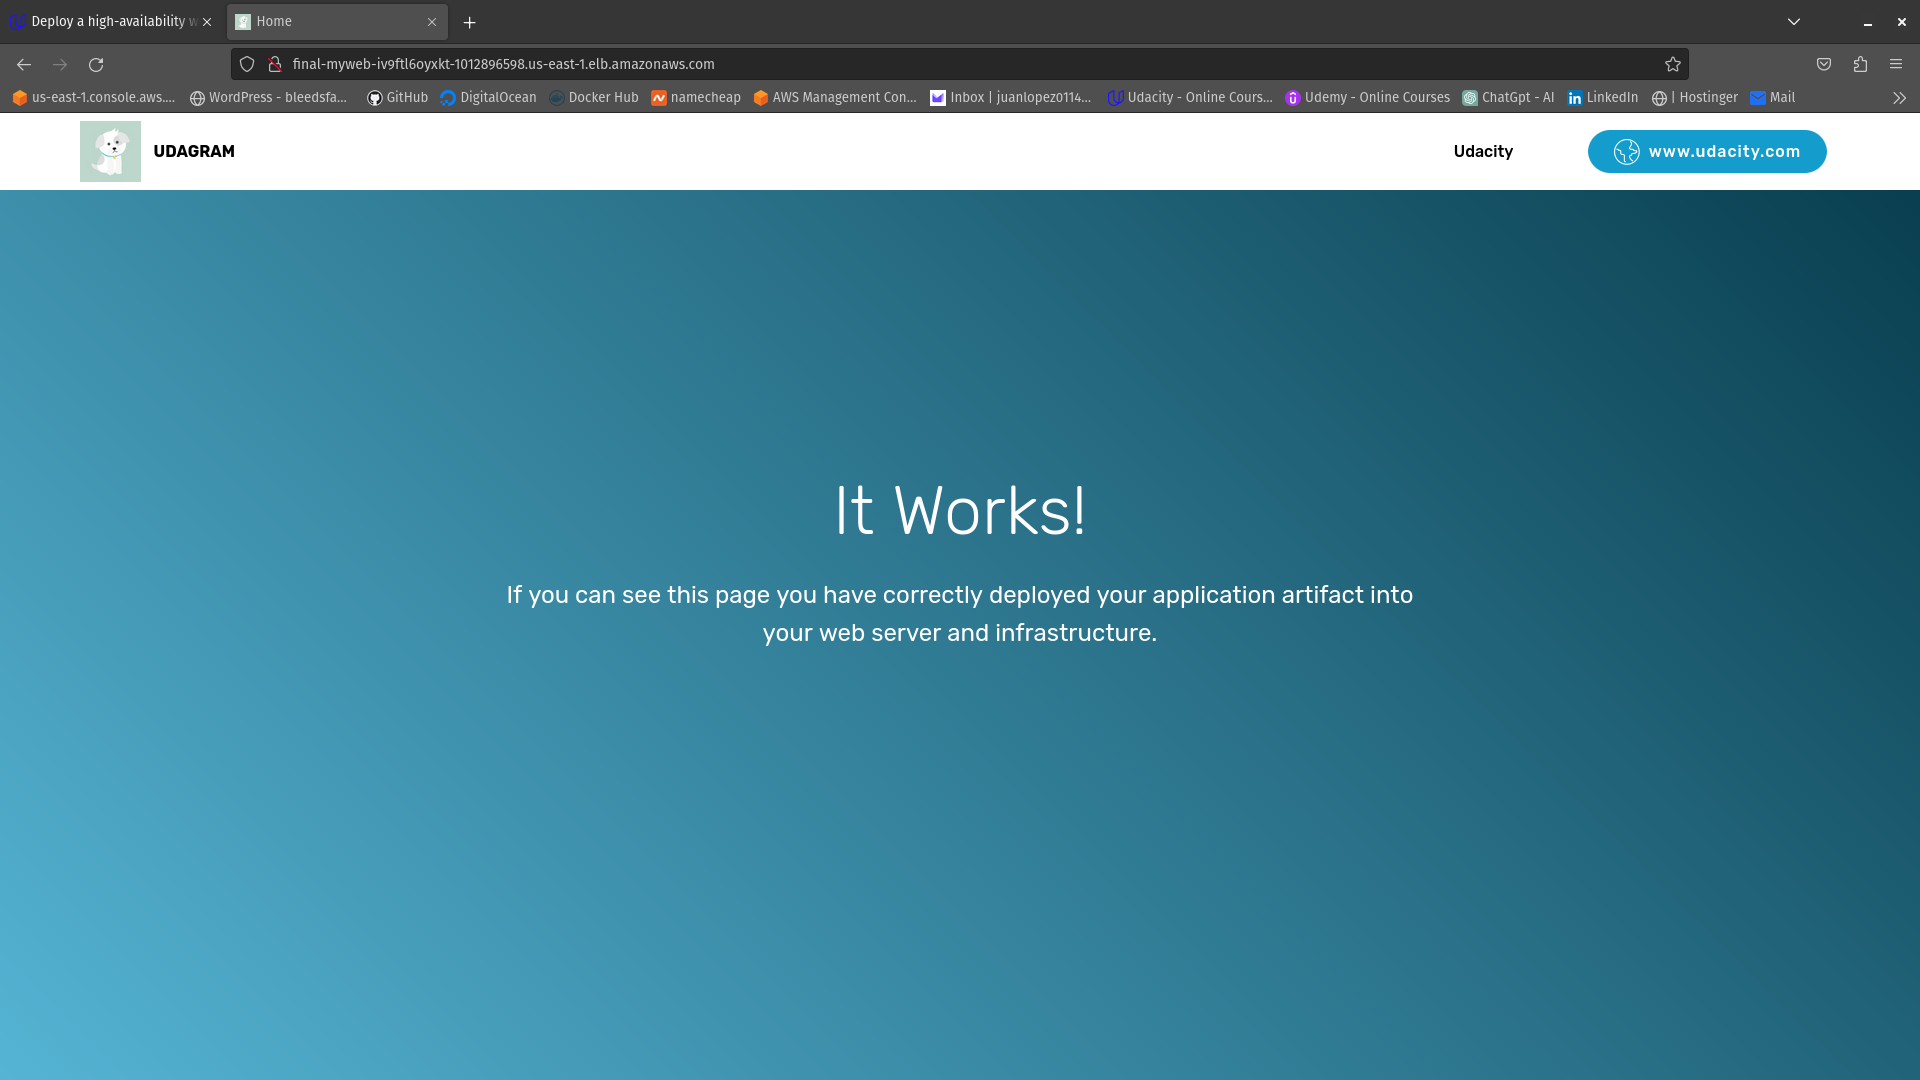 Deploy a high-availability w
Home
final-myweb-iv9ftl6oyxkt-1012896598.us-east-1.elb.amazonaws.com
us-east-1.console.aws.... WordPress - bleedsfa... GitHub DigitalOcean Docker Hub namecheap AWS Management Con... Inbox | juanlopez0114... Udacity - Online Cours... Udemy - Online Courses ChatGpt - AI LinkedIn | Hostinger Mail
UDAGRAM Udacity www.udacity.com
It Works!
If you can see this page you have correctly deployed your application artifact into
your web server and infrastructure.